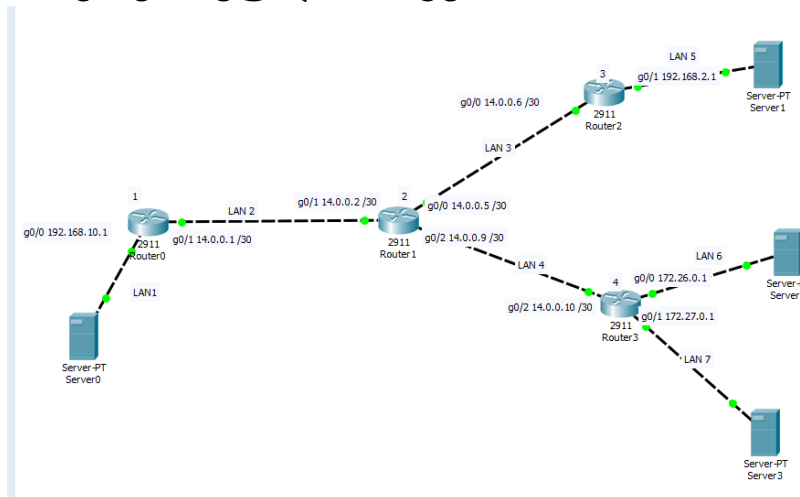 LAN 5
3
g0/1 192.168.2.1
Server-PT
Server1
g0/0 14.0.0.6 /30
2911
Router2
LAN 3
1
2
g0/1 14.0.0.2 /30
LAN 2
g0/0 14.0.0.5 /30
g0/0 192.168.10.1
2911
Router0
g0/1 14.0.0.1 /30
2911
Router1
g0/2 14.0.0.9 /30
LAN 6
LAN 4
4
g0/0 172.26.0.1
Server-
Server
LAN1
g0/2 14.0.0.10 /30
g0/1 172.27.0.1
2911
Router3
LAN 7
Server-PT
Server0
Server-PT
Server3